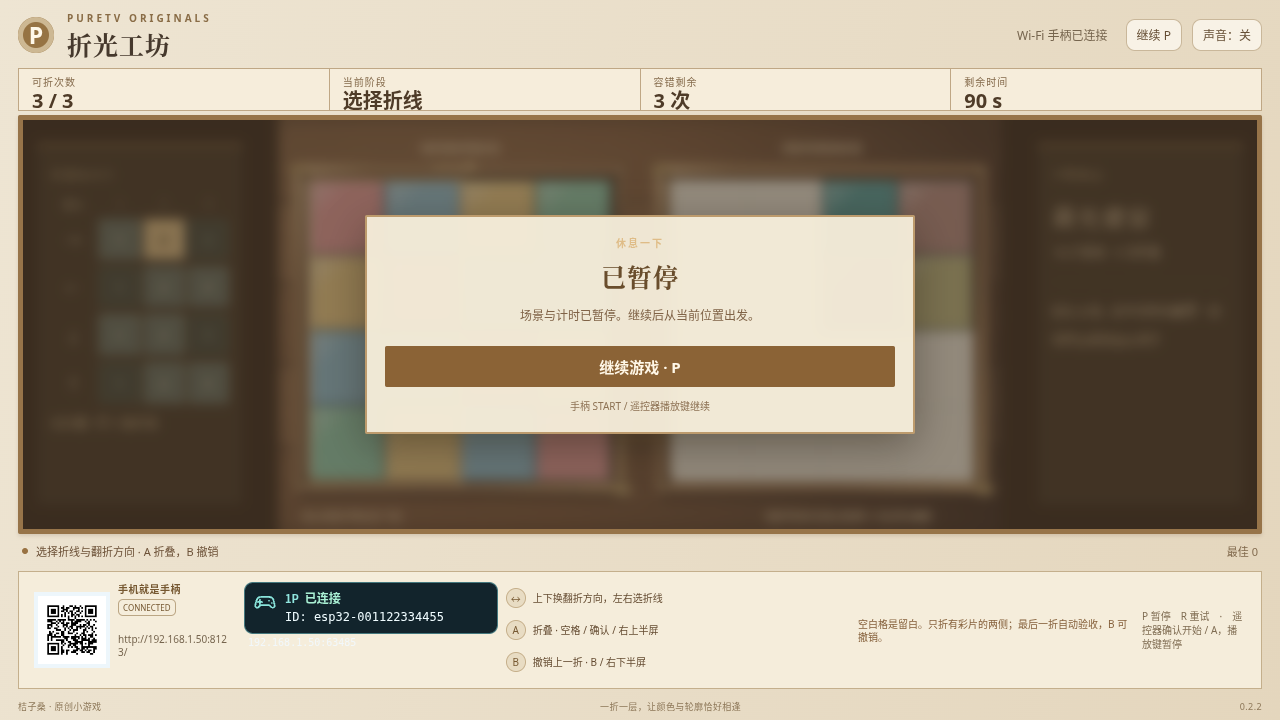 PURETV ORIGINALS
P
折光工坊
Wi-Fi 手柄已连接
继续 P
声音: 关
可折次数
3 / 3
当前阶段
选择折线
容错剩余
3 次
剩余时间
90 s
休息一下
已暂停
场景与计时已暂停。继续后从当前位置出发。
继续游戏 · P
手柄 START / 遥控器播放键继续
选择折线与翻折方向 · A 折叠，B 撤销
最佳 0
手机就是手柄
CONNECTED
http://192.168.1.50:812
3/
1P 已连接
ID: esp32-001122334455
↔ 上下换翻折方向，左右选折线
A 折叠 · 空格 / 确认 / 右上半屏
B 撤销上一折 · B / 右下半屏
空白格是留白。只折有彩片的两侧；最后一折自动验收，B 可
撤销。
P 暂停 R 重试 · 遥
控器确认开始 / A，播
放键暂停
桔子桑 · 原创小游戏
一折一层，让颜色与轮廓恰好相逢
0.2.2